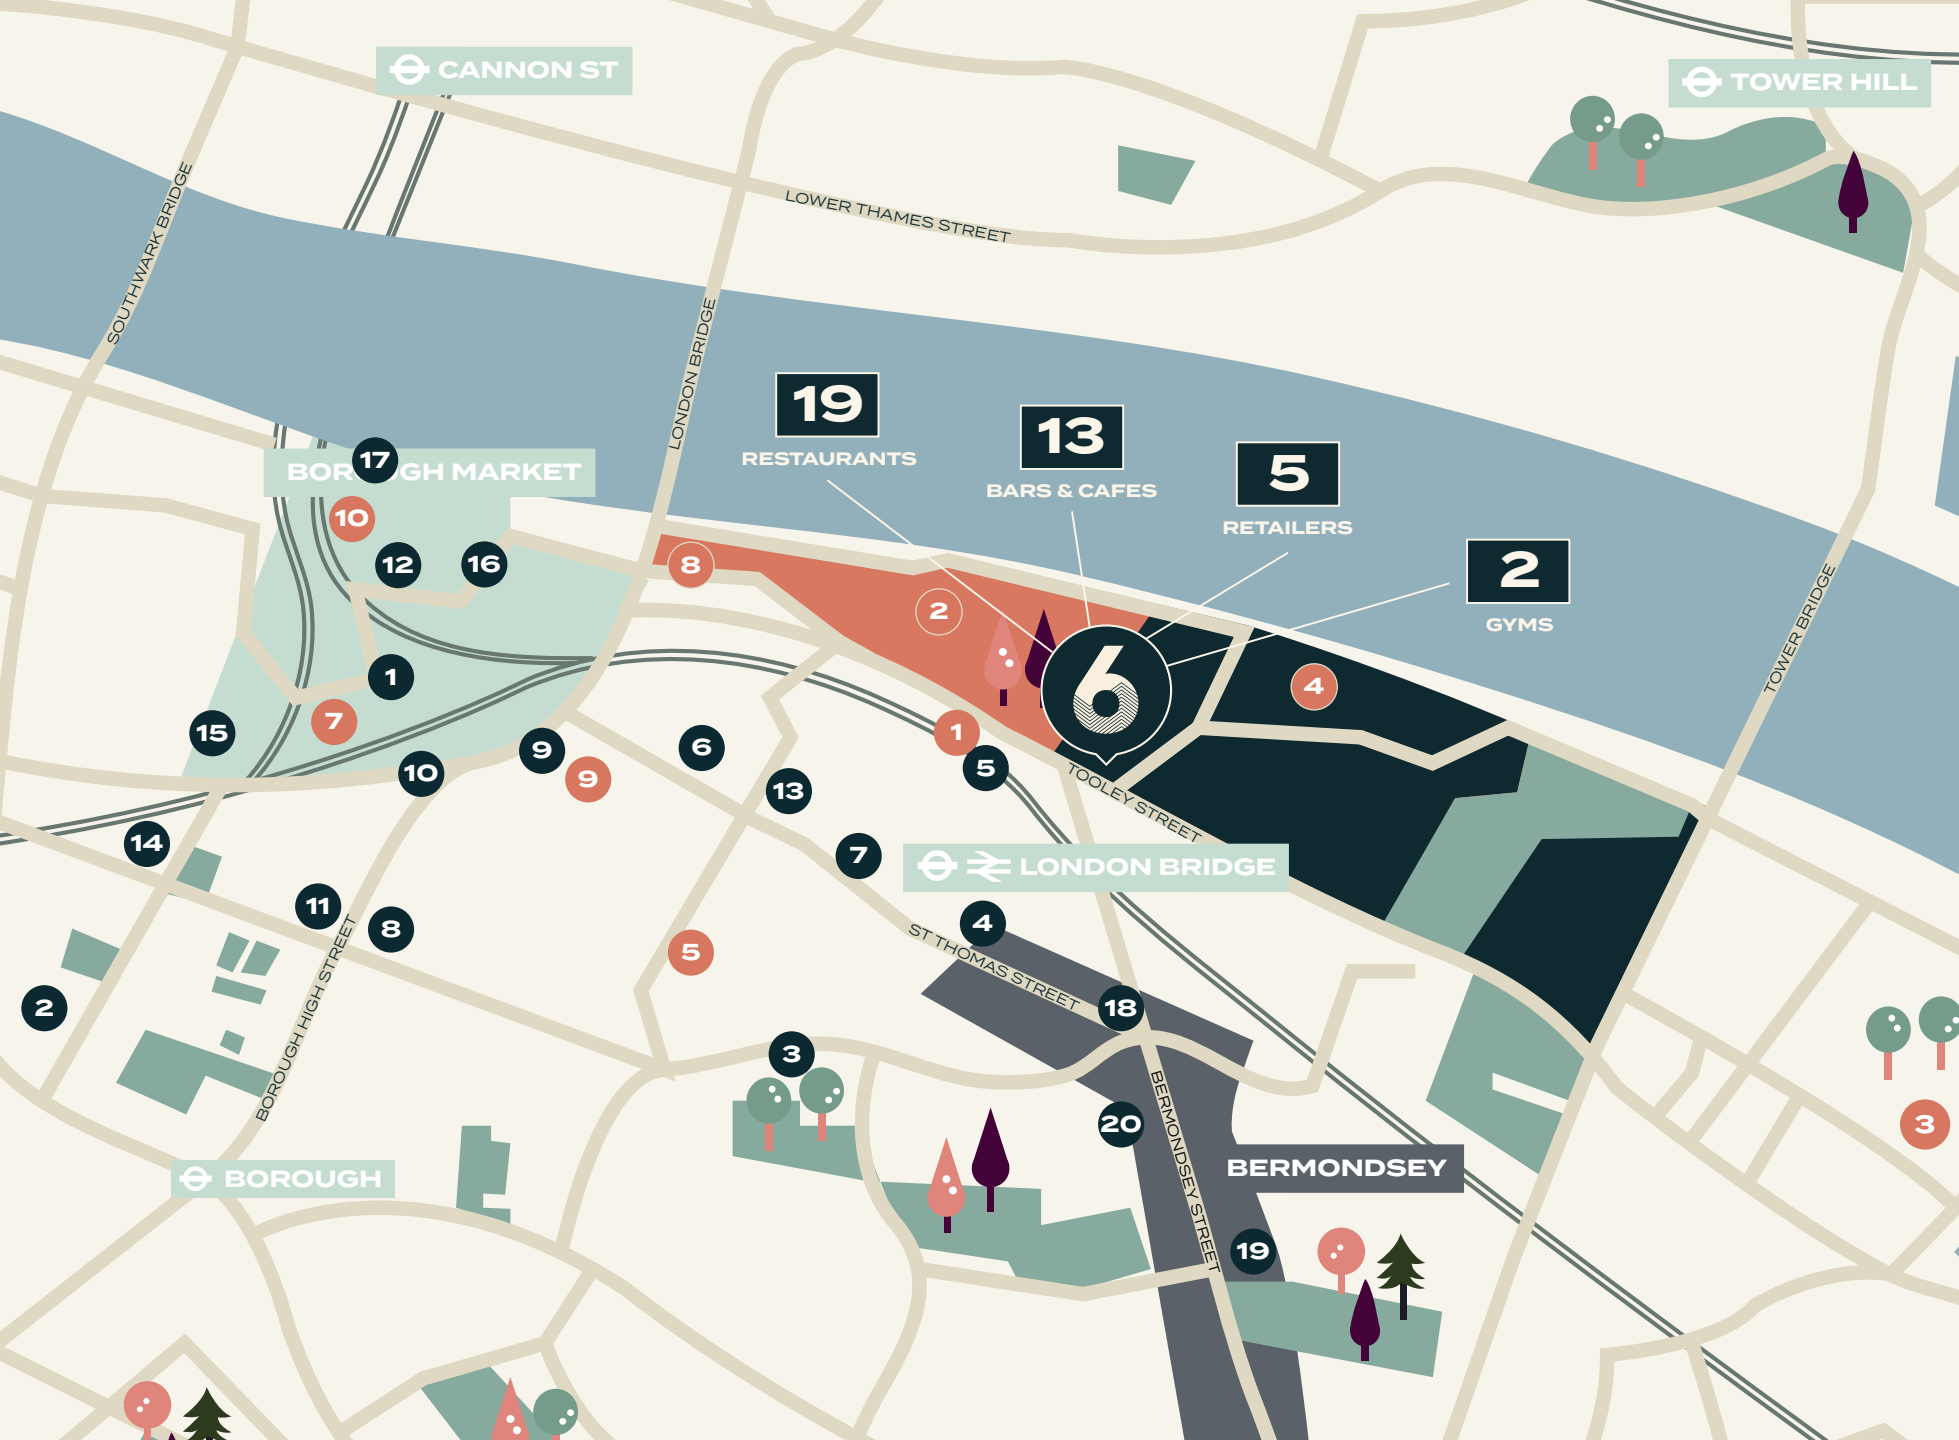 CANNON ST
TOWER HILL
SOUTHWARK BRIDGE
LOWER THAMES STREET
LONDON BRIDGE
19
RESTAURANTS
13
BARS & CAFES
5
RETAILERS
2
GYMS
TOWER BRIDGE
17
BOROUGH MARKET
10
12
16
8
2
6
4
1
7
15
9
10
9
6
13
1
5
TOOLEY STREET
14
7
LONDON BRIDGE
11
8
4
5
ST THOMAS STREET
2
18
BOROUGH HIGH STREET
3
20
3
BERMONDSEY STREET
BERMONDSEY
BOROUGH
19